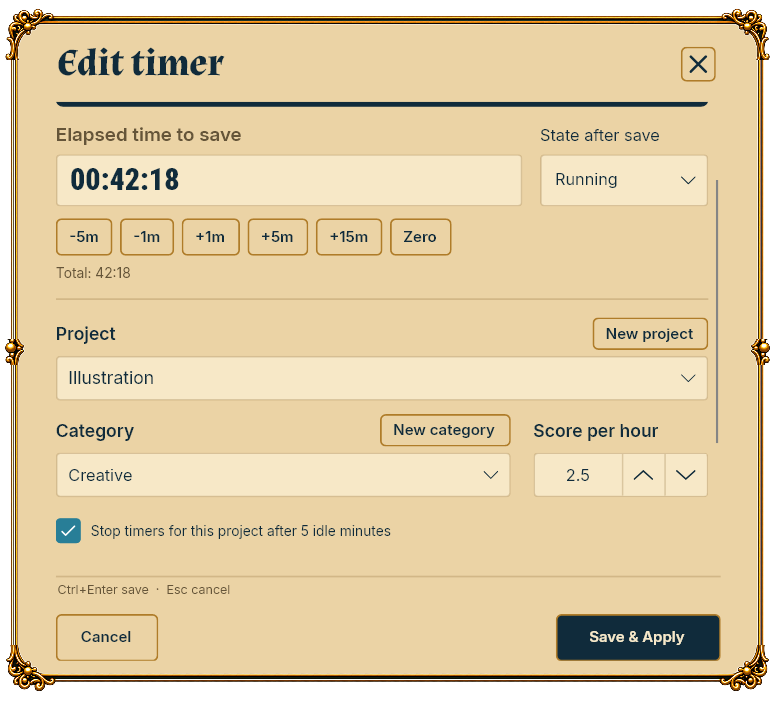 Edit timer
Elapsed time to save
State after save
00:42:18
Running
-5m
-1m
+1m
+5m
+15m
Zero
Total: 42:18
Project
New project
Illustration
Category
New category
Score per hour
Creative
2.5
Stop timers for this project after 5 idle minutes
Ctrl+Enter save · Esc cancel
Cancel
Save & Apply